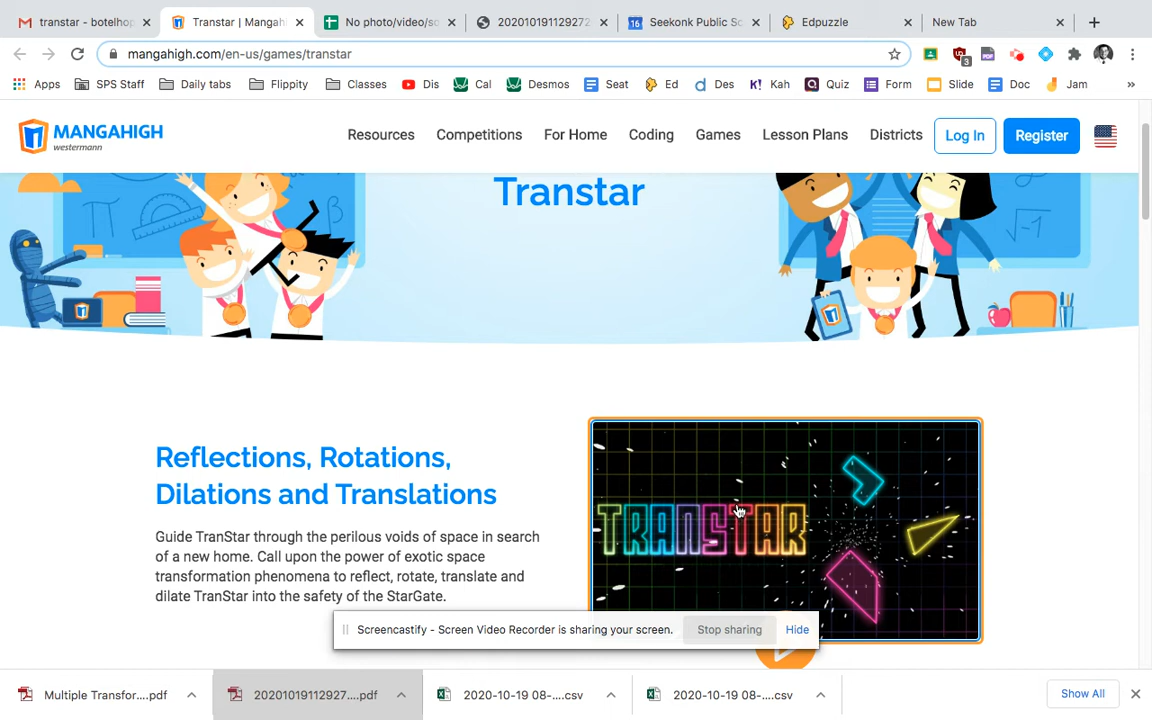 transtar - botelhop
Transtar | Mangah
No photo/video/so
20201019112927
16 Seekonk Public Sc
Edpuzzle
New Tab
mangahigh.com/en-us/games/transtar
3
Apps SPS Staff Daily tabs Flippity Classes Dis Cal Desmos Seat Ed Des Kah Quiz Form Slide Doc Jam »
MANGAHIGH
westermann
Resources Competitions For Home Coding Games Lesson Plans Districts Log In Register
Transtar
Reflections, Rotations,
Dilations and Translations
Guide TranStar through the perilous voids of space in search
of a new home. Call upon the power of exotic space
transformation phenomena to reflect, rotate, translate and
dilate TranStar into the safety of the StarGate.
TRANSTAR
Screencastify - Screen Video Recorder is sharing your screen. Stop sharing Hide
Multiple Transfor....pdf
20201019112927....pdf
2020-10-19 08-....csv
2020-10-19 08-....csv
Show All